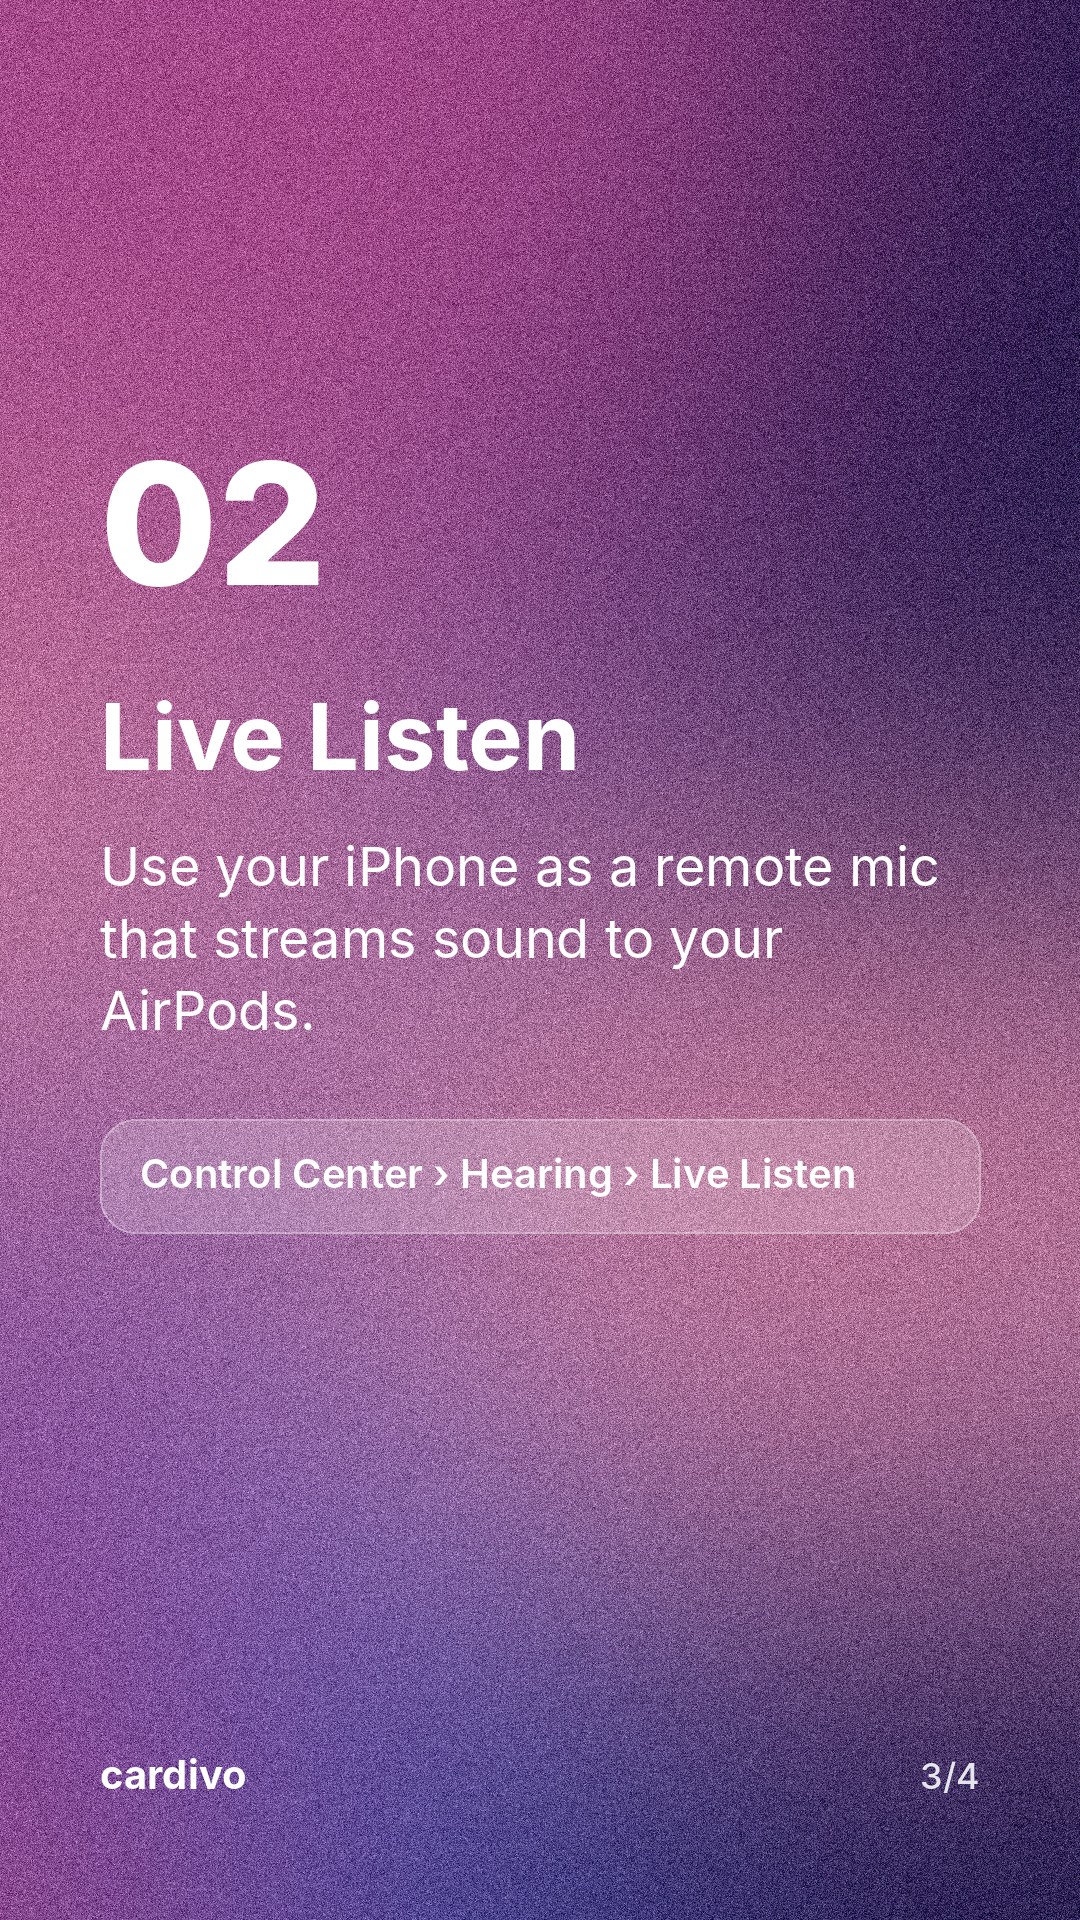 02
Live Listen
Use your iPhone as a remote mic
that streams sound to your
AirPods.
Control Center › Hearing › Live Listen
cardivo
3/4